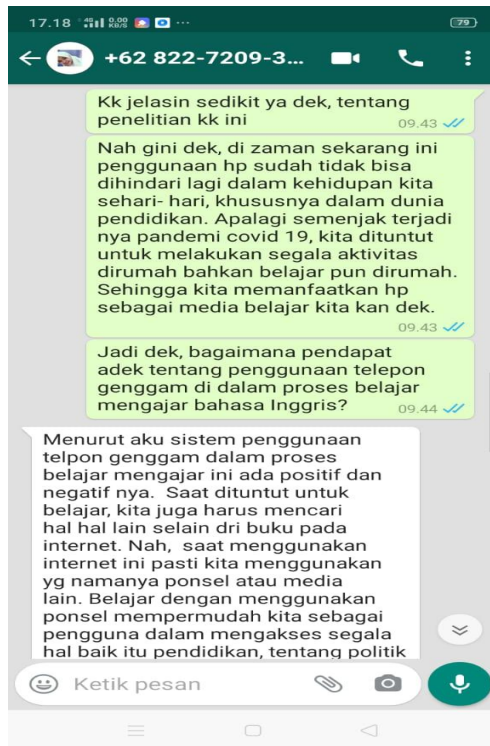 17.18 4G 0.00 KB/S ... 79
+62 822-7209-3...
Kk jelasin sedikit ya dek, tentang
penelitian kk ini
09.43
Nah gini dek, di zaman sekarang ini
penggunaan hp sudah tidak bisa
dihindari lagi dalam kehidupan kita
sehari- hari, khususnya dalam dunia
pendidikan. Apalagi semenjak terjadi
nya pandemi covid 19, kita dituntut
untuk melakukan segala aktivitas
dirumah bahkan belajar pun dirumah.
Sehingga kita memanfaatkan hp
sebagai media belajar kita kan dek.
09.43
Jadi dek, bagaimana pendapat
adek tentang penggunaan telepon
genggam di dalam proses belajar
mengajar bahasa Inggris?
09.44
Menurut aku sistem penggunaan
telpon genggam dalam proses
belajar mengajar ini ada positif dan
negatif nya. Saat dituntut untuk
belajar, kita juga harus mencari
hal hal lain selain dri buku pada
internet. Nah, saat menggunakan
internet ini pasti kita menggunakan
yg namanya ponsel atau media
lain. Belajar dengan menggunakan
ponsel mempermudah kita sebagai
pengguna dalam mengakses segala
hal baik itu pendidikan, tentang politik
Ketik pesan